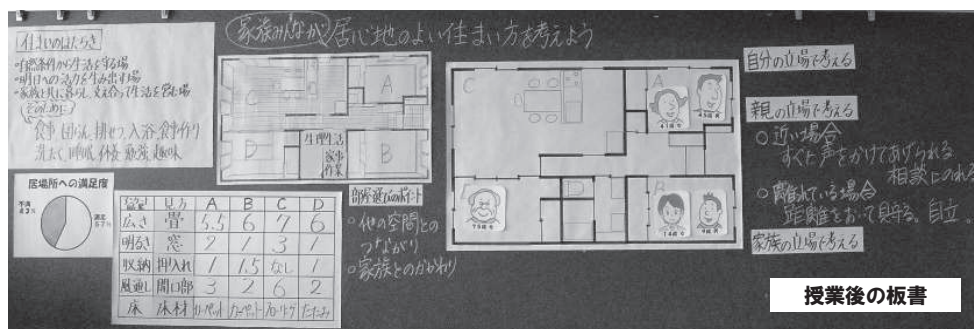 家族みんなが居心地のよい住まい方を考えよう
住まいのはたらき
・自然条件から生活を守る場
・明日への活力を生み出す場
・家族と共に暮らし、支え合って生活を営む場
そのために
食事 団らん 排せつ 入浴 食事作り
洗たく 睡眠 休養 勉強 趣味
居場所への満足度
不満
43%
満足
57%
見方 A B C D
広さ 畳 5.5 6 7 6
明るさ 窓 2 1 3 1
収納 押入れ 1 1.5 なし 1
風通し 開口部 3 2 6 2
床 床材 カーペット カーペット フローリング たたみ
C
A
D
B
生理生活
家事
作業
部屋選びのポイント
○他の空間との
つながり
○家族とのかかわり
C
A
B
自分の立場で考える
親の立場で考える
○近い場合
すぐに声をかけてあげられる
相談にのれる
○離れている場合
距離をおいて見守る、自立
家族の立場で考える
授業後の板書